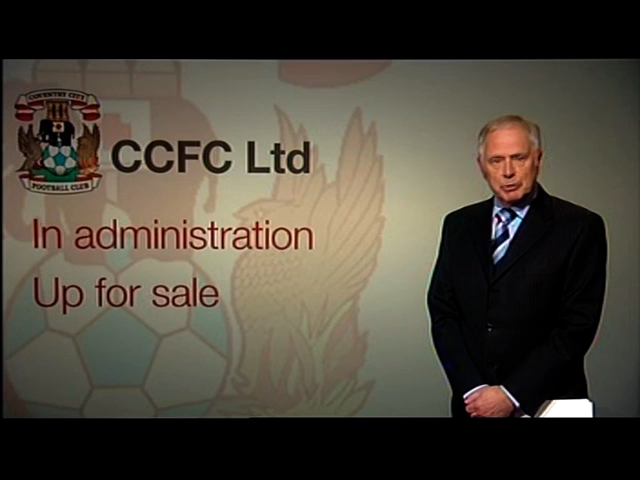 COVENTRY CITY
FOOTBALL CLUB
CCFC Ltd
In administration
Up for sale